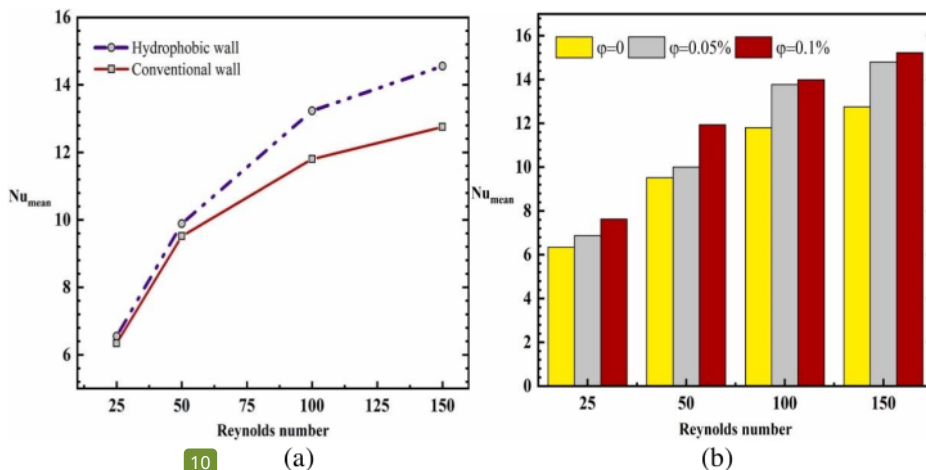 16
14
12
10
8
6
Nu_mean
Hydrophobic wall
Conventional wall
25 50 75 100 125 150
Reynolds number
10
(a)
16
14
12
10
8
6
4
2
0
Nu_mean
φ=0 φ=0.05% φ=0.1%
25 50 100 150
Reynolds number
(b)